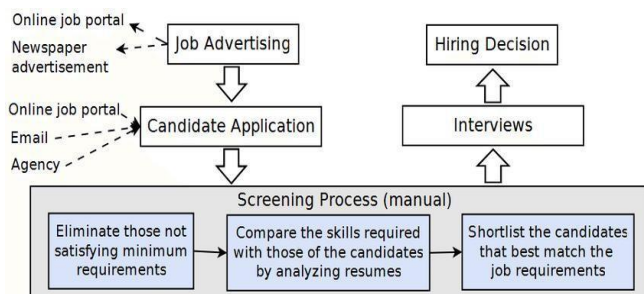 Online job portal
Newspaper
advertisement
Job Advertising
Online job portal
Email
Agency
Candidate Application
Hiring Decision
Interviews
Screening Process (manual)
Eliminate those not
satisfying minimum
requirements
Compare the skills required
with those of the candidates
by analyzing resumes
Shortlist the candidates
that best match the
job requirements